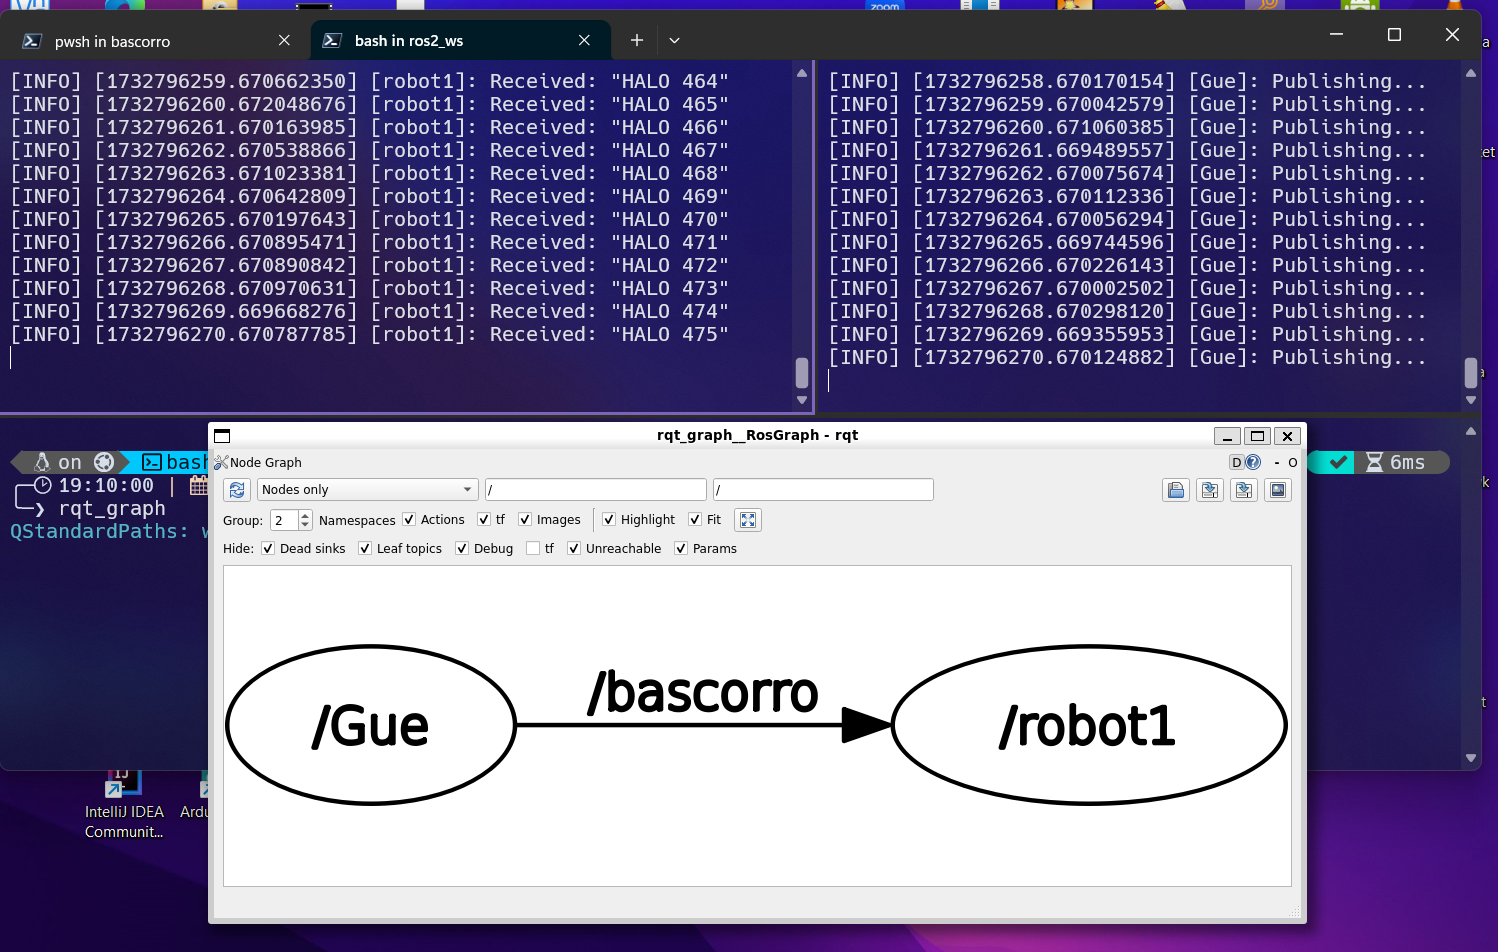 zoom
pwsh in bascorro
bash in ros2_ws
[INFO] [1732796259.670662350] [robot1]: Received: "HALO 464"
[INFO] [1732796260.672048676] [robot1]: Received: "HALO 465"
[INFO] [1732796261.670163985] [robot1]: Received: "HALO 466"
[INFO] [1732796262.670538866] [robot1]: Received: "HALO 467"
[INFO] [1732796263.671023381] [robot1]: Received: "HALO 468"
[INFO] [1732796264.670642809] [robot1]: Received: "HALO 469"
[INFO] [1732796265.670197643] [robot1]: Received: "HALO 470"
[INFO] [1732796266.670895471] [robot1]: Received: "HALO 471"
[INFO] [1732796267.670890842] [robot1]: Received: "HALO 472"
[INFO] [1732796268.670970631] [robot1]: Received: "HALO 473"
[INFO] [1732796269.669668276] [robot1]: Received: "HALO 474"
[INFO] [1732796270.670787785] [robot1]: Received: "HALO 475"
[INFO] [1732796258.670170154] [Gue]: Publishing...
[INFO] [1732796259.670042579] [Gue]: Publishing...
[INFO] [1732796260.671060385] [Gue]: Publishing...
[INFO] [1732796261.669489557] [Gue]: Publishing...
[INFO] [1732796262.670075674] [Gue]: Publishing...
[INFO] [1732796263.670112336] [Gue]: Publishing...
[INFO] [1732796264.670056294] [Gue]: Publishing...
[INFO] [1732796265.669744596] [Gue]: Publishing...
[INFO] [1732796266.670226143] [Gue]: Publishing...
[INFO] [1732796267.670002502] [Gue]: Publishing...
[INFO] [1732796268.670298120] [Gue]: Publishing...
[INFO] [1732796269.669355953] [Gue]: Publishing...
[INFO] [1732796270.670124882] [Gue]: Publishing...
on bash
6ms
19:10:00 |
❯ rqt_graph
QStandardPaths: w
rqt_graph__RosGraph - rqt
Node Graph
D - O
Nodes only / /
Group: 2 Namespaces Actions tf Images Highlight Fit
Hide: Dead sinks Leaf topics Debug tf Unreachable Params
/Gue /bascorro /robot1
IJ
IntelliJ IDEA
Communit...
Ardu